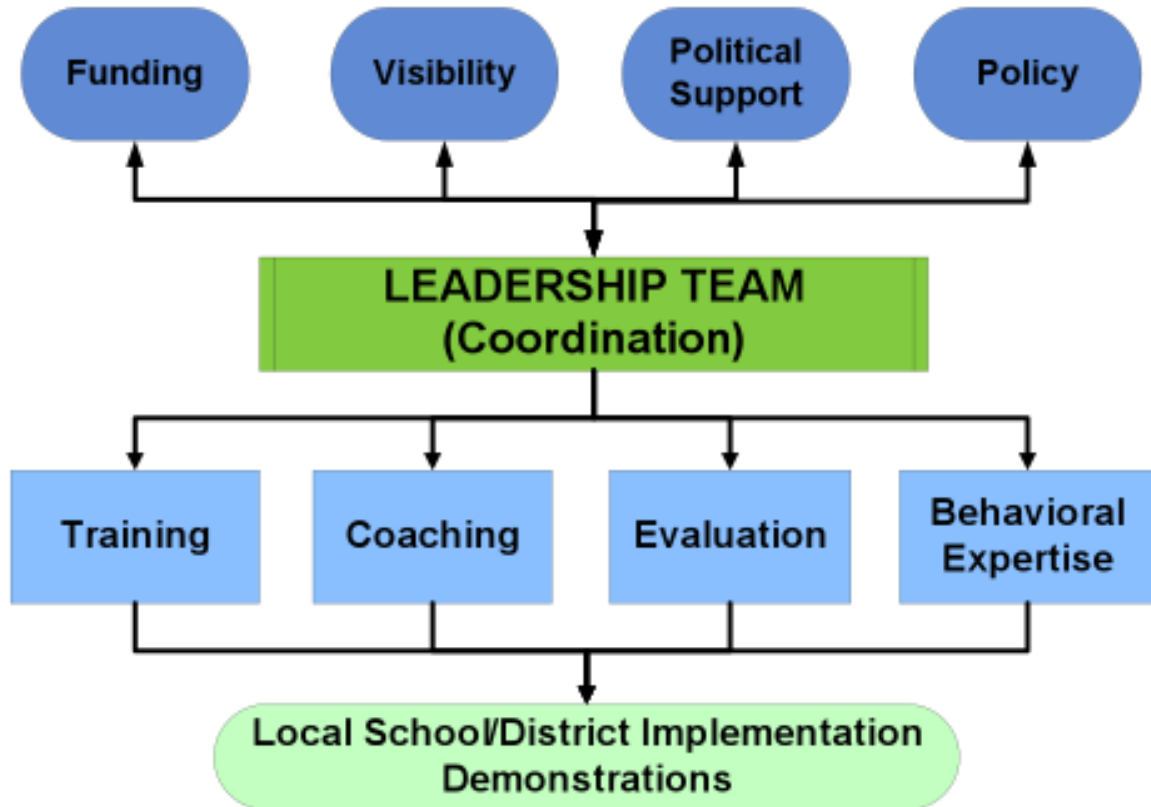 Funding
Visibility
Political
Support
Policy
LEADERSHIP TEAM
(Coordination)
Training
Coaching
Evaluation
Behavioral
Expertise
Local School/District Implementation
Demonstrations